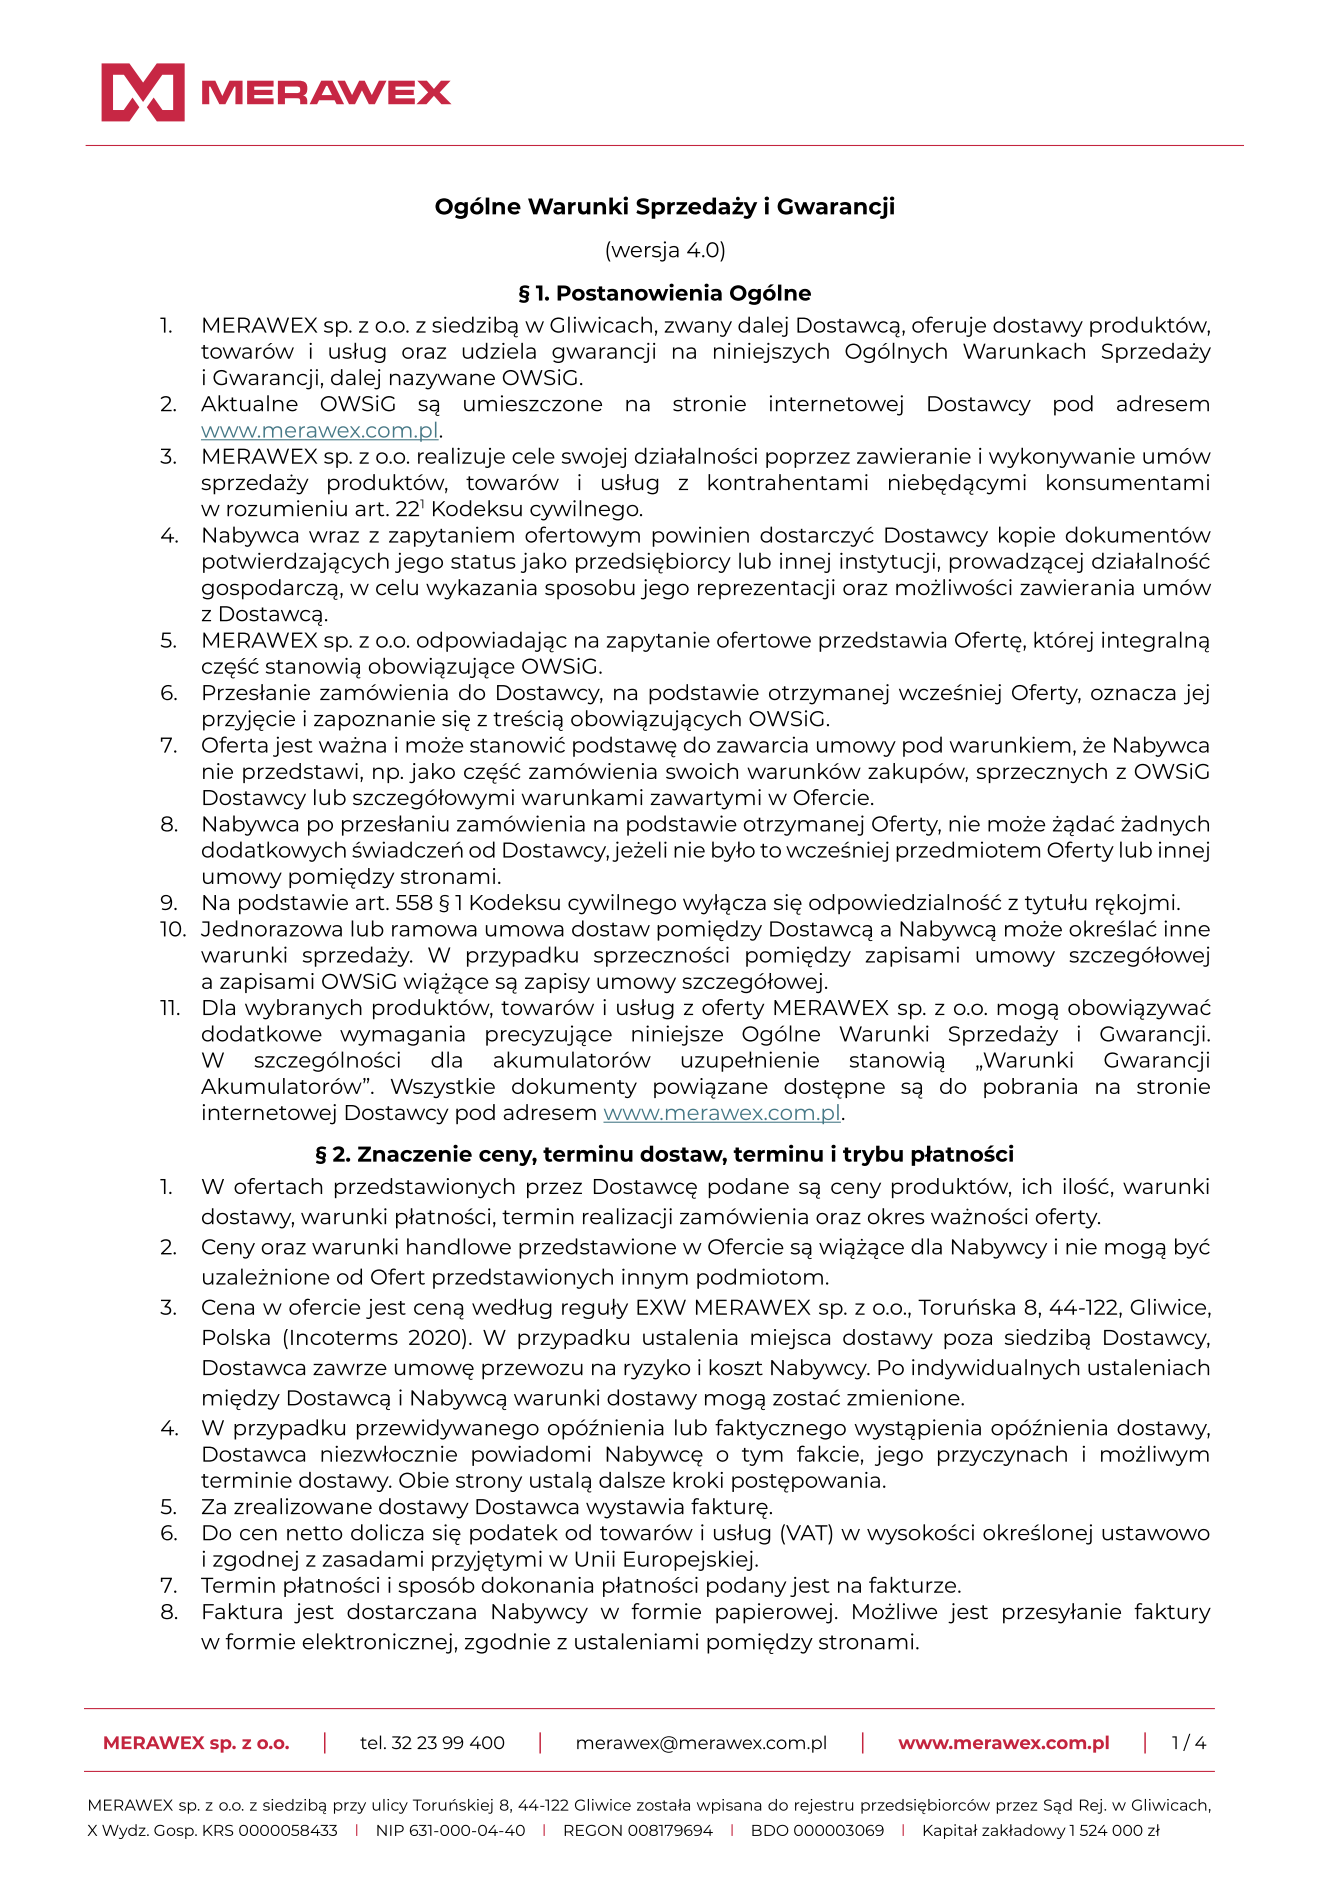 MERAWEX
Ogólne Warunki Sprzedaży i Gwarancji
(wersja 4.0)
§ 1. Postanowienia Ogólne
1. MERAWEX sp. z o.o. z siedzibą w Gliwicach, zwany dalej Dostawcą, oferuje dostawy produktów,
towarów i usług oraz udziela gwarancji na niniejszych Ogólnych Warunkach Sprzedaży
i Gwarancji, dalej nazywane OWSiG.
2. Aktualne OWSiG są umieszczone na stronie internetowej Dostawcy pod adresem
www.merawex.com.pl.
3. MERAWEX sp. z o.o. realizuje cele swojej działalności poprzez zawieranie i wykonywanie umów
sprzedaży produktów, towarów i usług z kontrahentami niebędącymi konsumentami
w rozumieniu art. 22¹ Kodeksu cywilnego.
4. Nabywca wraz z zapytaniem ofertowym powinien dostarczyć Dostawcy kopie dokumentów
potwierdzających jego status jako przedsiębiorcy lub innej instytucji, prowadzącej działalność
gospodarczą, w celu wykazania sposobu jego reprezentacji oraz możliwości zawierania umów
z Dostawcą.
5. MERAWEX sp. z o.o. odpowiadając na zapytanie ofertowe przedstawia Ofertę, której integralną
część stanowią obowiązujące OWSiG.
6. Przesłanie zamówienia do Dostawcy, na podstawie otrzymanej wcześniej Oferty, oznacza jej
przyjęcie i zapoznanie się z treścią obowiązujących OWSiG.
7. Oferta jest ważna i może stanowić podstawę do zawarcia umowy pod warunkiem, że Nabywca
nie przedstawi, np. jako część zamówienia swoich warunków zakupów, sprzecznych z OWSiG
Dostawcy lub szczegółowymi warunkami zawartymi w Ofercie.
8. Nabywca po przesłaniu zamówienia na podstawie otrzymanej Oferty, nie może żądać żadnych
dodatkowych świadczeń od Dostawcy, jeżeli nie było to wcześniej przedmiotem Oferty lub innej
umowy pomiędzy stronami.
9. Na podstawie art. 558 § 1 Kodeksu cywilnego wyłącza się odpowiedzialność z tytułu rękojmi.
10. Jednorazowa lub ramowa umowa dostaw pomiędzy Dostawcą a Nabywcą może określać inne
warunki sprzedaży. W przypadku sprzeczności pomiędzy zapisami umowy szczegółowej
a zapisami OWSiG wiążące są zapisy umowy szczegółowej.
11. Dla wybranych produktów, towarów i usług z oferty MERAWEX sp. z o.o. mogą obowiązywać
dodatkowe wymagania precyzujące niniejsze Ogólne Warunki Sprzedaży i Gwarancji.
W szczególności dla akumulatorów uzupełnienie stanowią „Warunki Gwarancji
Akumulatorów”. Wszystkie dokumenty powiązane dostępne są do pobrania na stronie
internetowej Dostawcy pod adresem www.merawex.com.pl.
§ 2. Znaczenie ceny, terminu dostaw, terminu i trybu płatności
1. W ofertach przedstawionych przez Dostawcę podane są ceny produktów, ich ilość, warunki
dostawy, warunki płatności, termin realizacji zamówienia oraz okres ważności oferty.
2. Ceny oraz warunki handlowe przedstawione w Ofercie są wiążące dla Nabywcy i nie mogą być
uzależnione od Ofert przedstawionych innym podmiotom.
3. Cena w ofercie jest ceną według reguły EXW MERAWEX sp. z o.o., Toruńska 8, 44-122, Gliwice,
Polska (Incoterms 2020). W przypadku ustalenia miejsca dostawy poza siedzibą Dostawcy,
Dostawca zawrze umowę przewozu na ryzyko i koszt Nabywcy. Po indywidualnych ustaleniach
między Dostawcą i Nabywcą warunki dostawy mogą zostać zmienione.
4. W przypadku przewidywanego opóźnienia lub faktycznego wystąpienia opóźnienia dostawy,
Dostawca niezwłocznie powiadomi Nabywcę o tym fakcie, jego przyczynach i możliwym
terminie dostawy. Obie strony ustalą dalsze kroki postępowania.
5. Za zrealizowane dostawy Dostawca wystawia fakturę.
6. Do cen netto dolicza się podatek od towarów i usług (VAT) w wysokości określonej ustawowo
i zgodnej z zasadami przyjętymi w Unii Europejskiej.
7. Termin płatności i sposób dokonania płatności podany jest na fakturze.
8. Faktura jest dostarczana Nabywcy w formie papierowej. Możliwe jest przesyłanie faktury
w formie elektronicznej, zgodnie z ustaleniami pomiędzy stronami.
MERAWEX sp. z o.o. | tel. 32 23 99 400 | merawex@merawex.com.pl | www.merawex.com.pl | 1 / 4
MERAWEX sp. z o.o. z siedzibą przy ulicy Toruńskiej 8, 44-122 Gliwice została wpisana do rejestru przedsiębiorców przez Sąd Rej. w Gliwicach,
X Wydz. Gosp. KRS 0000058433 | NIP 631-000-04-40 | REGON 008179694 | BDO 000003069 | Kapitał zakładowy 1 524 000 zł